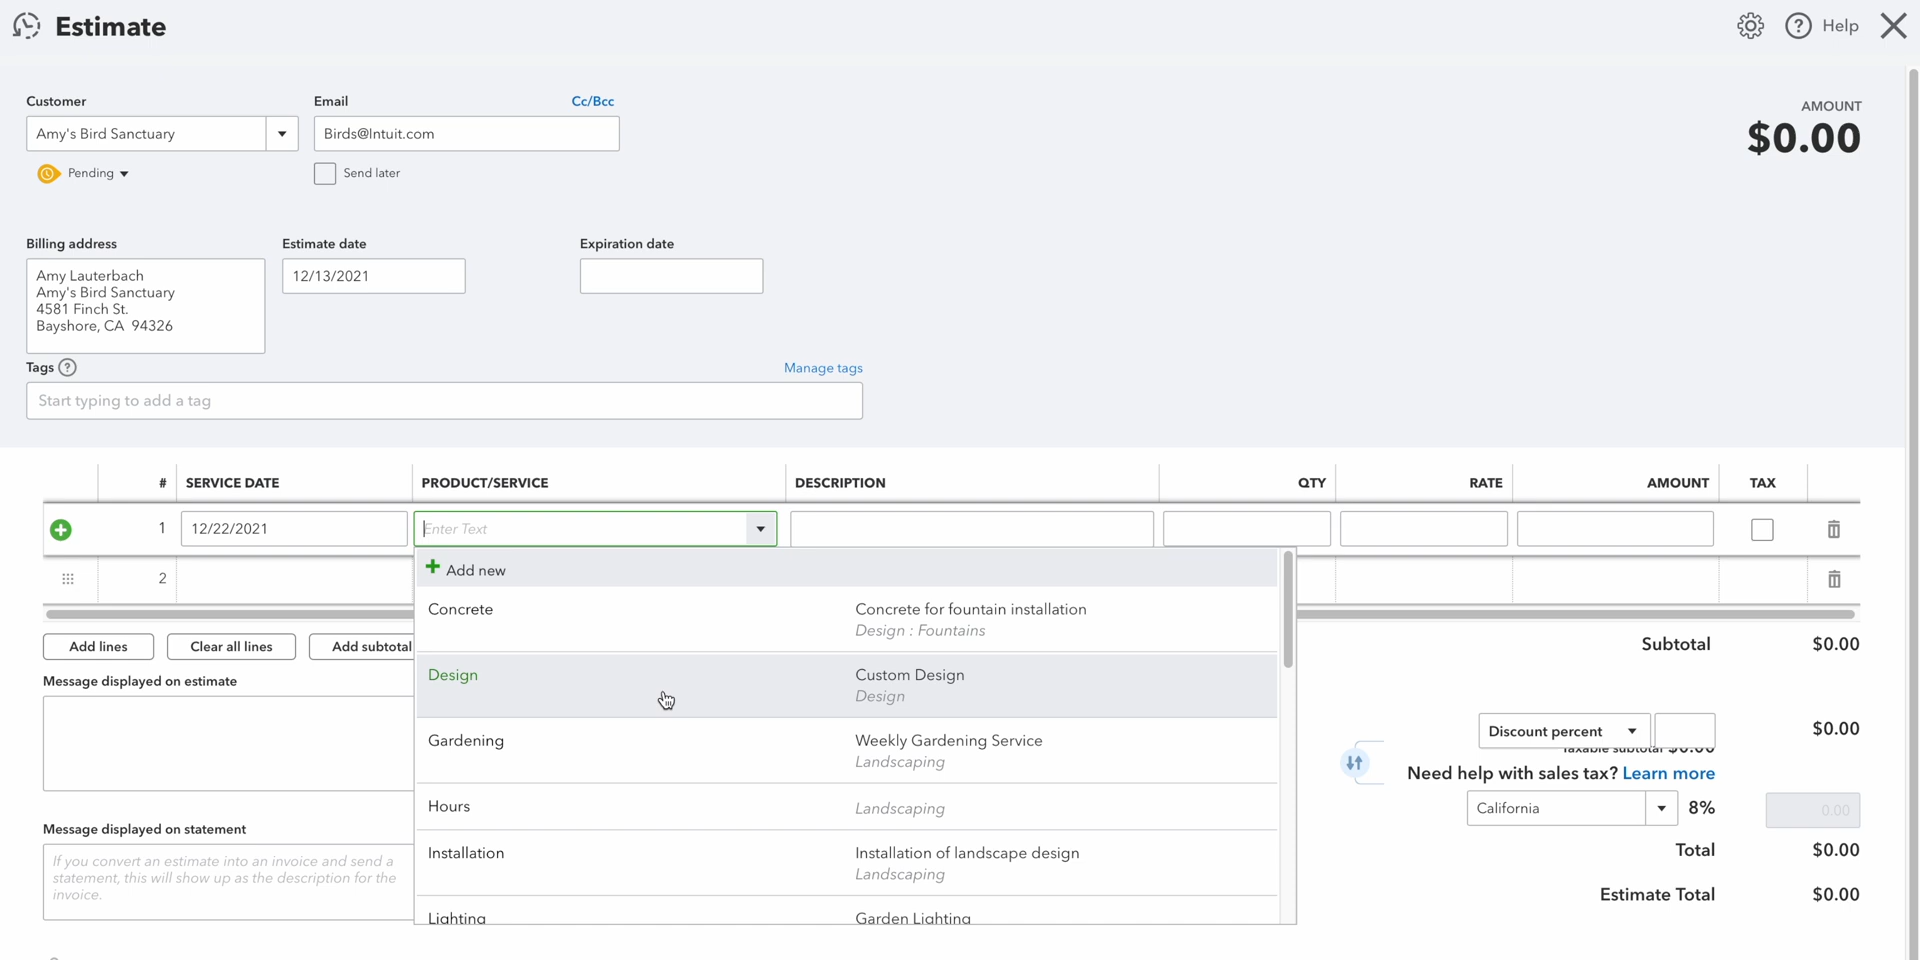 Estimate
Help
Customer
Email
Cc/Bcc
AMOUNT
Amy's Bird Sanctuary
Birds@Intuit.com
$0.00
Pending
Send later
Billing address
Estimate date
Expiration date
Amy Lauterbach
Amy's Bird Sanctuary
4581 Finch St.
Bayshore, CA 94326
12/13/2021
Tags
Manage tags
Start typing to add a tag
# SERVICE DATE PRODUCT/SERVICE DESCRIPTION QTY RATE AMOUNT TAX
1 12/22/2021 Enter Text
Add new
2
Concrete Concrete for fountain installation
Design : Fountains
Add lines Clear all lines Add subtotal
Subtotal $0.00
Design Custom Design
Design
Message displayed on estimate
Discount percent $0.00
Gardening Weekly Gardening Service
Landscaping
Taxable subtotal $0.00
Need help with sales tax? Learn more
Hours Landscaping
California 8% 0.00
Message displayed on statement
If you convert an estimate into an invoice and send a
statement, this will show up as the description for the
invoice.
Installation Installation of landscape design
Landscaping
Total $0.00
Estimate Total $0.00
Lighting Garden Lighting